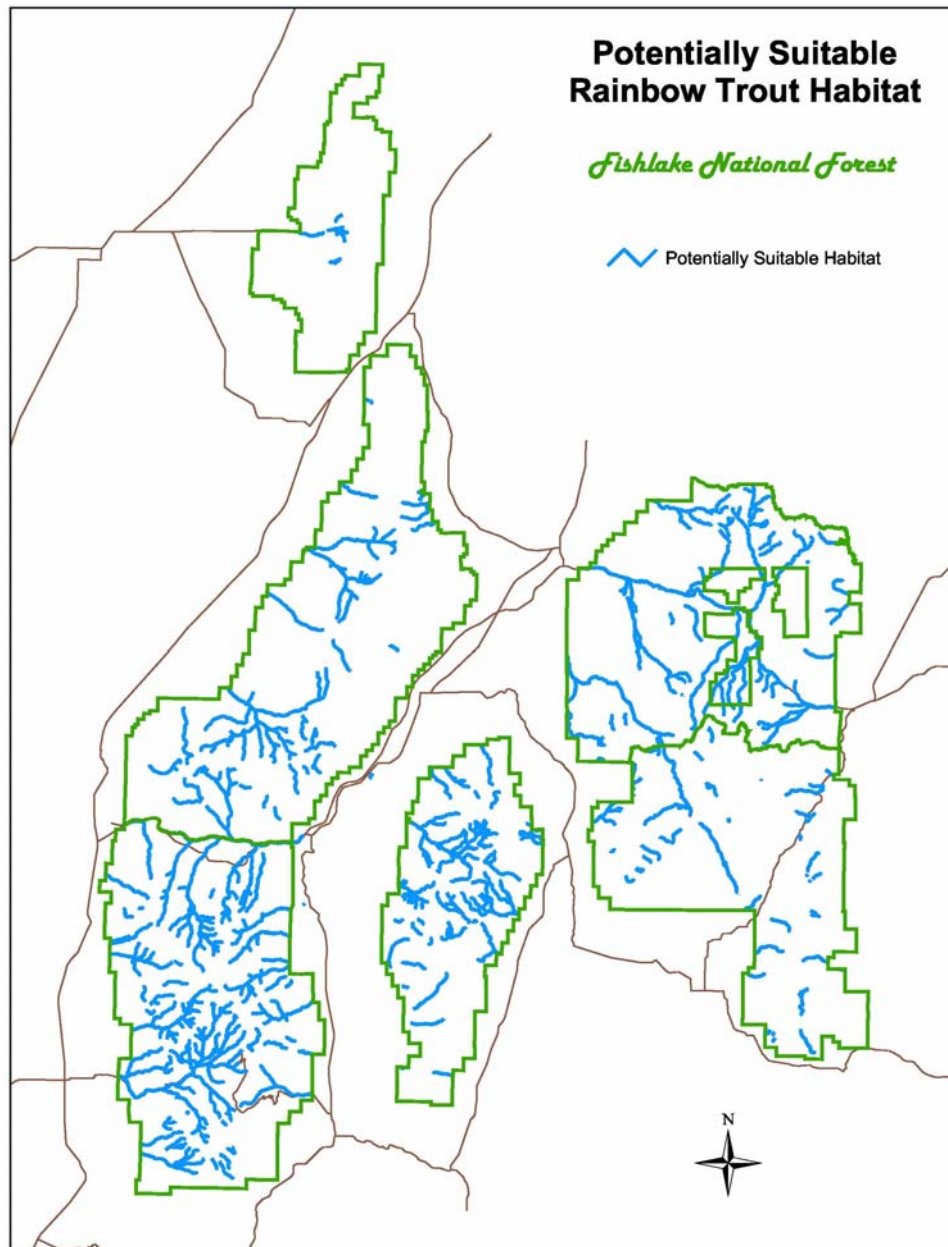 Potentially Suitable
Rainbow Trout Habitat
Fishlake National Forest
Potentially Suitable Habitat
N